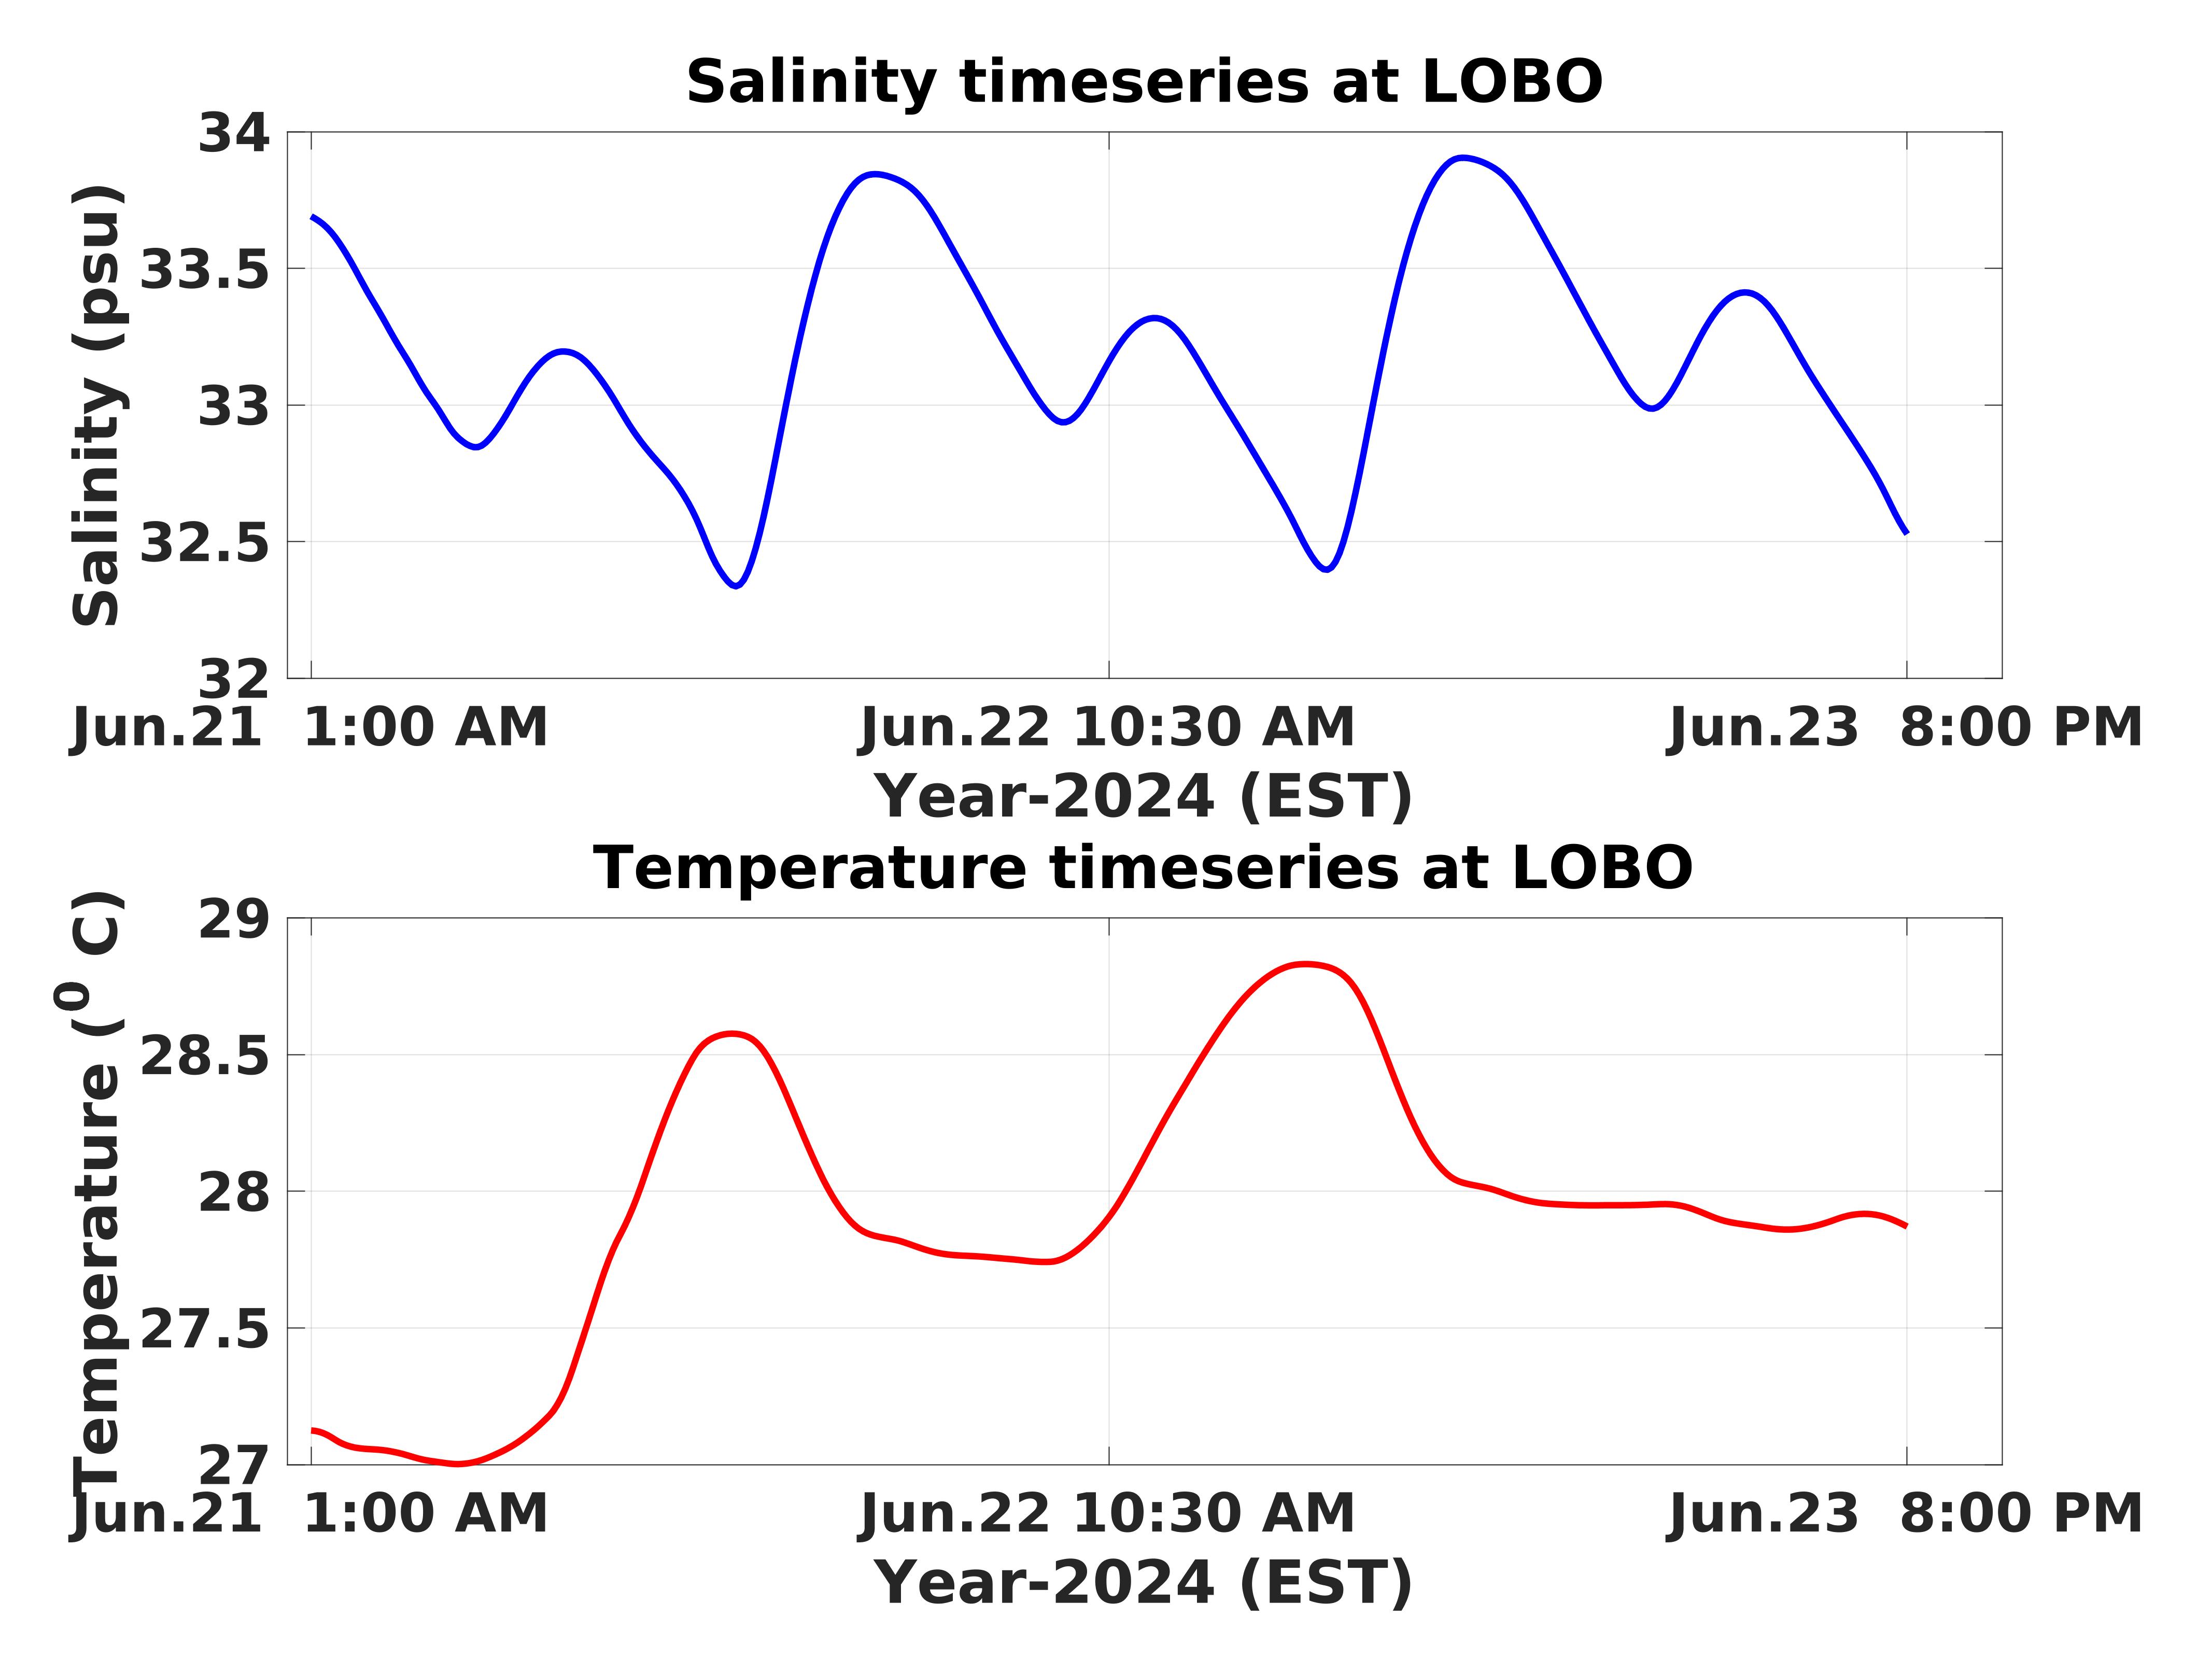 Salinity timeseries at LOBO
Salinity (psu)
34
33.5
33
32.5
32
Jun.21  1:00 AM
Jun.22 10:30 AM
Jun.23  8:00 PM
Year-2024 (EST)
Temperature timeseries at LOBO
Temperature (⁰ C)
29
28.5
28
27.5
27
Jun.21  1:00 AM
Jun.22 10:30 AM
Jun.23  8:00 PM
Year-2024 (EST)